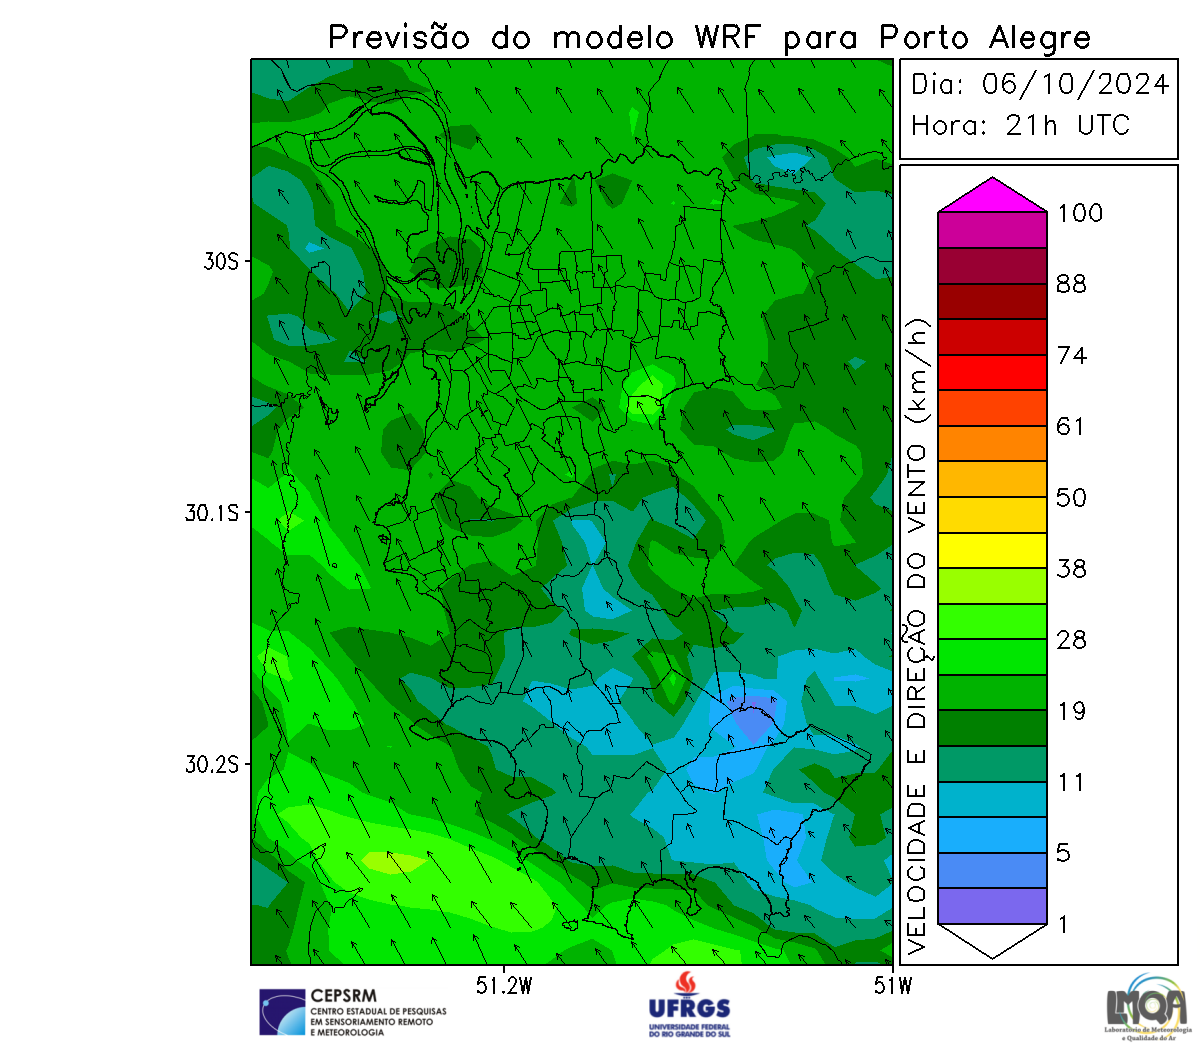 Previsão do modelo WRF para Porto Alegre
Dia: 06/10/2024
Hora: 21h UTC
VELOCIDADE E DIREÇÃO DO VENTO (km/h)
100
88
74
61
50
38
28
19
11
5
1
30S
30.1S
30.2S
51.2W
51W
CEPSRM
CENTRO ESTADUAL DE PESQUISAS
EM SENSORIAMENTO REMOTO
E METEOROLOGIA
UFRGS
UNIVERSIDADE FEDERAL
DO RIO GRANDE DO SUL
LMQA
Laboratório de Meteorologia
e Qualidade do Ar